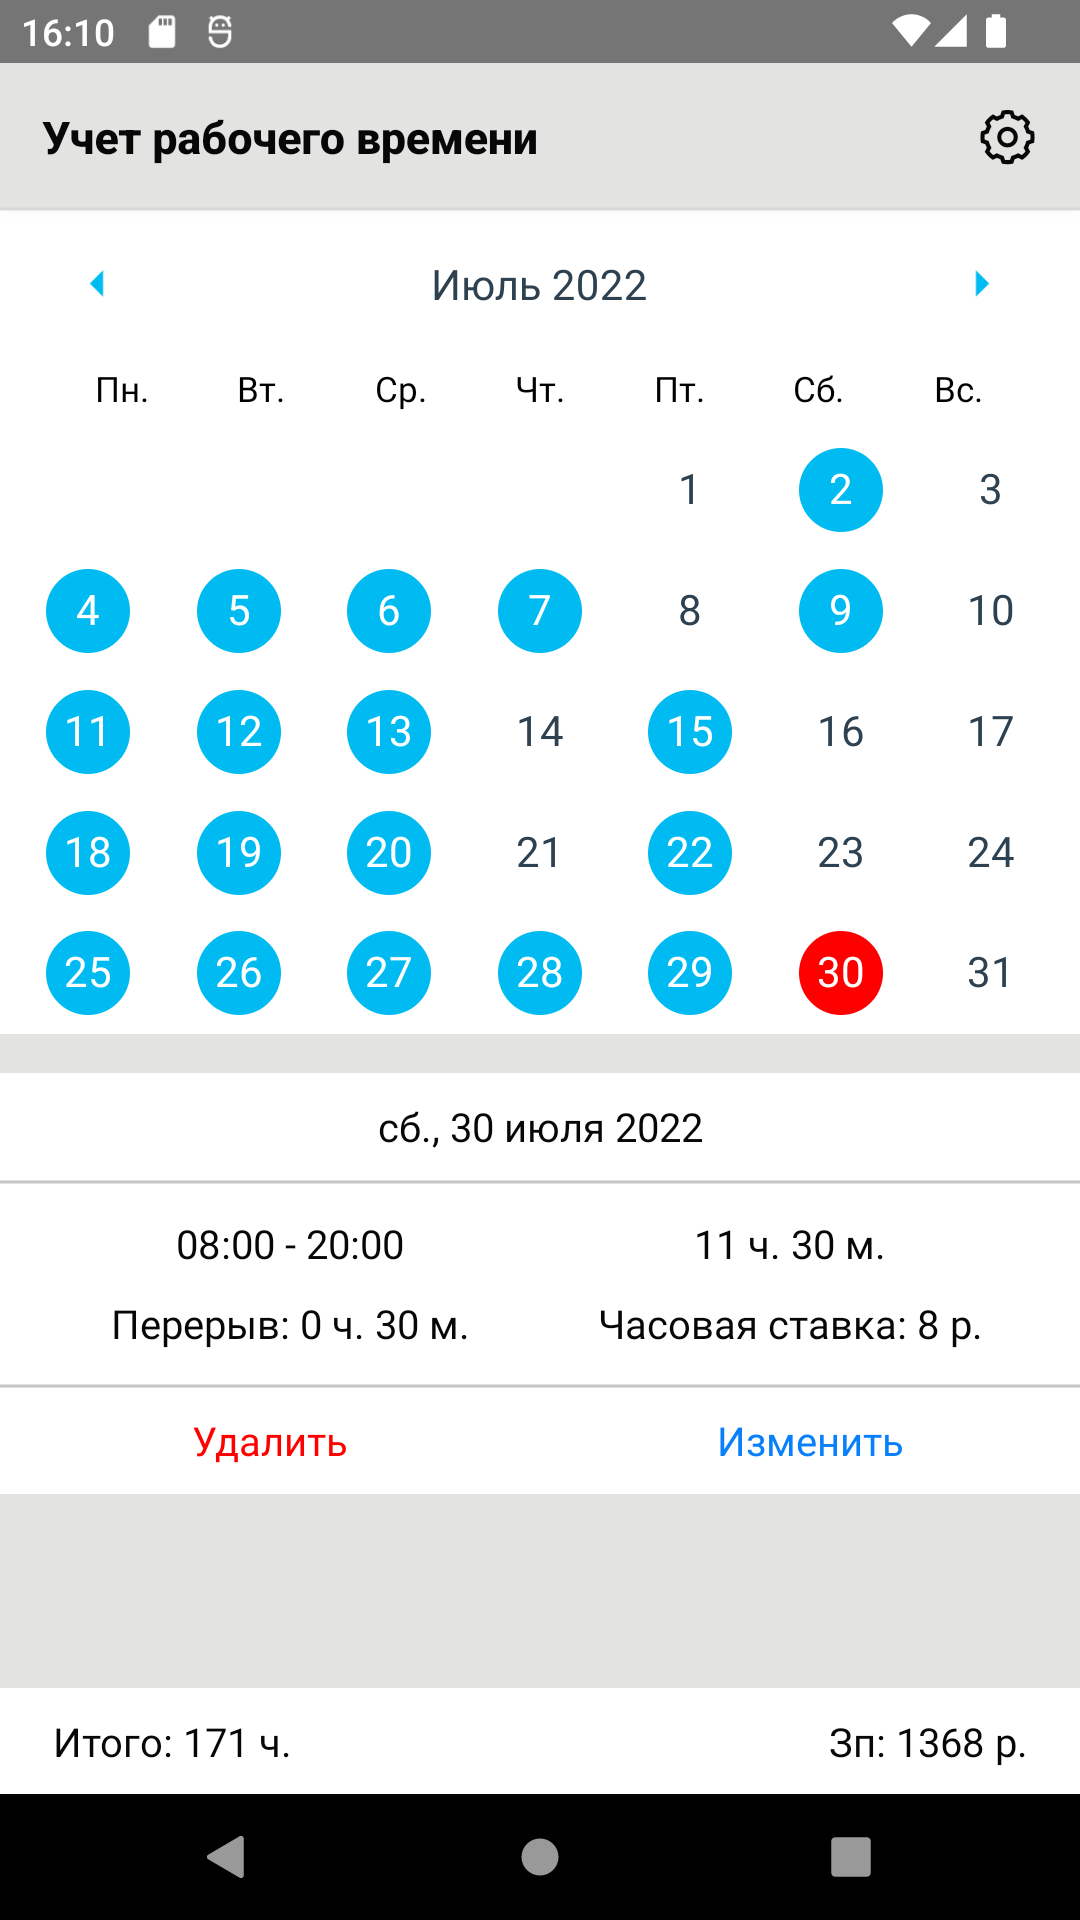 16:10
Учет рабочего времени
Июль 2022
Пн. Вт. Ср. Чт. Пт. Сб. Вс.
1 2 3
4 5 6 7 8 9 10
11 12 13 14 15 16 17
18 19 20 21 22 23 24
25 26 27 28 29 30 31
сб., 30 июля 2022
08:00 - 20:00 11 ч. 30 м.
Перерыв: 0 ч. 30 м. Часовая ставка: 8 р.
Удалить Изменить
Итого: 171 ч. Зп: 1368 р.